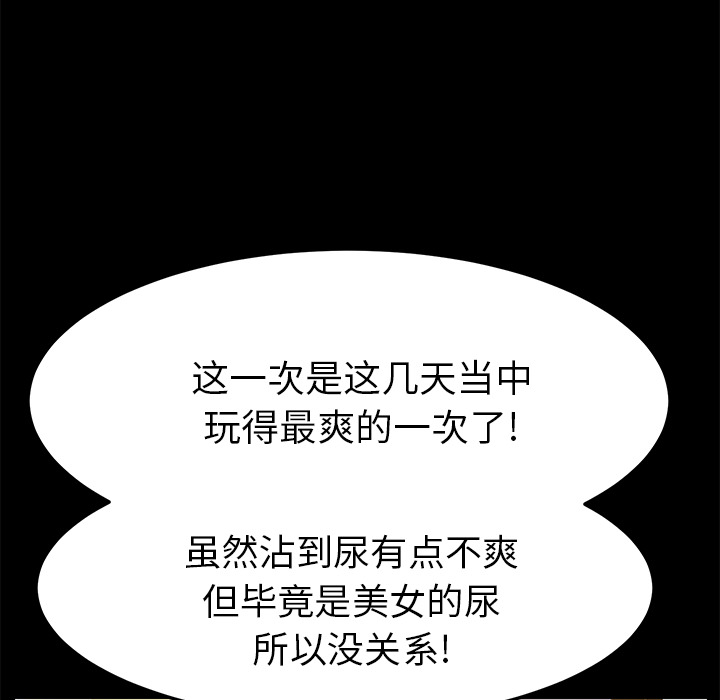 这一次是这几天当中
玩得最爽的一次了!
虽然沾到尿有点不爽
但毕竟是美女的尿
所以没关系!